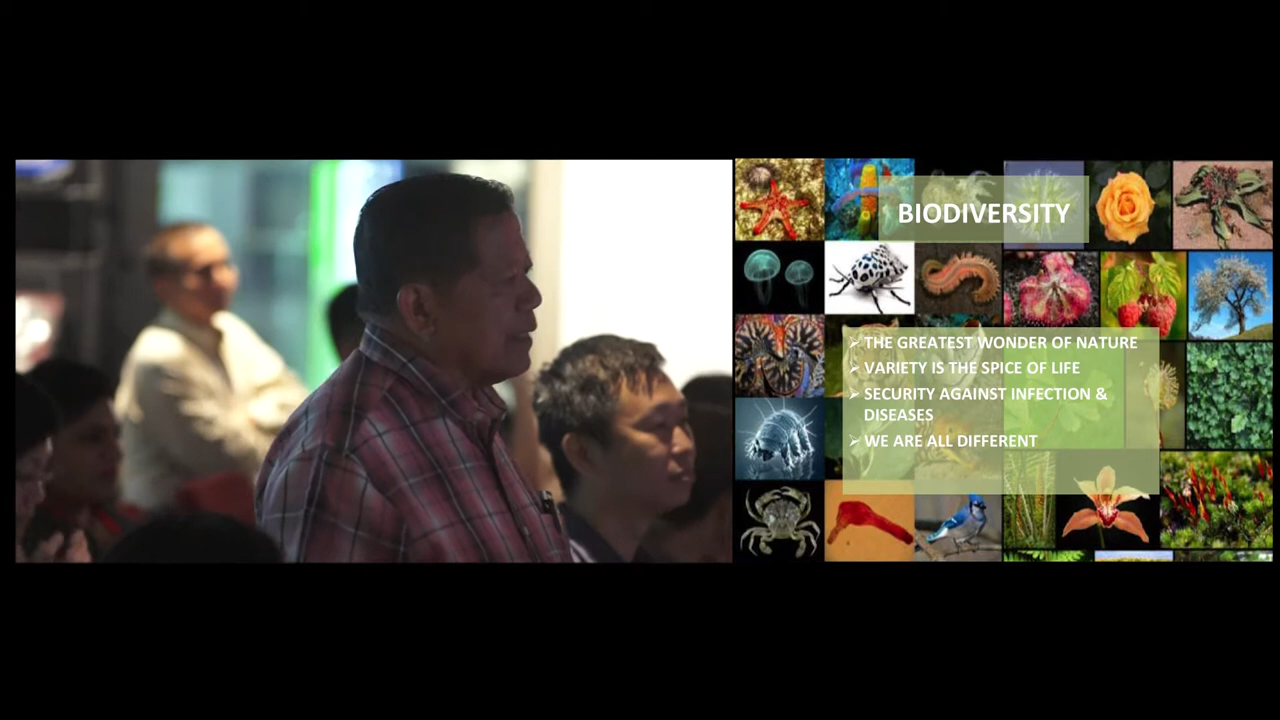 BIODIVERSITY
➢ THE GREATEST WONDER OF NATURE
➢ VARIETY IS THE SPICE OF LIFE
➢ SECURITY AGAINST INFECTION &
DISEASES
➢ WE ARE ALL DIFFERENT